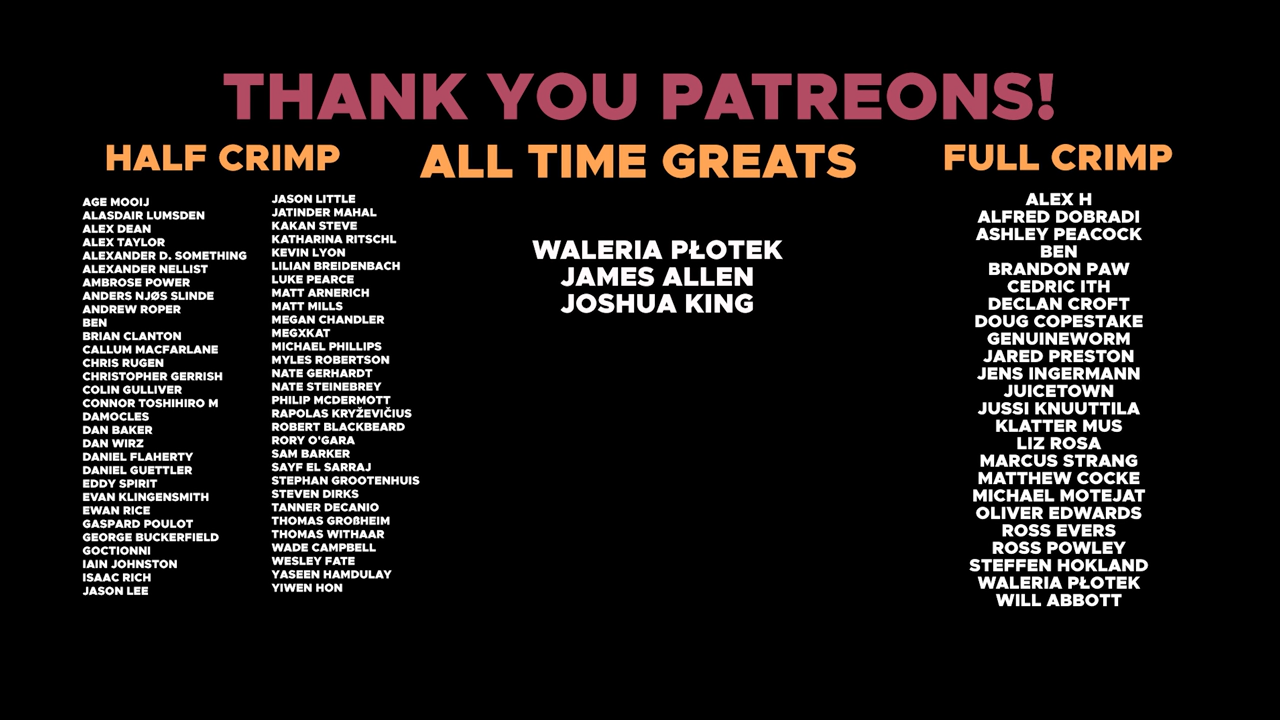 THANK YOU PATREONS!
HALF CRIMP
AGE MOOIJ
ALASDAIR LUMSDEN
ALEX DEAN
ALEX TAYLOR
ALEXANDER D. SOMETHING
ALEXANDER NELLIST
AMBROSE POWER
ANDERS NJØS SLINDE
ANDREW ROPER
BEN
BRIAN CLANTON
CALLUM MACFARLANE
CHRIS RUGEN
CHRISTOPHER GERRISH
COLIN GULLIVER
CONNOR TOSHIHIRO M
DAMOCLES
DAN BAKER
DAN WIRZ
DANIEL FLAHERTY
DANIEL GUETTLER
EDDY SPIRIT
EVAN KLINGENSMITH
EWAN RICE
GASPARD POULOT
GEORGE BUCKERFIELD
GOCTIONNI
IAIN JOHNSTON
ISAAC RICH
JASON LEE
JASON LITTLE
JATINDER MAHAL
KAKAN STEVE
KATHARINA RITSCHL
KEVIN LYON
LILIAN BREIDENBACH
LUKE PEARCE
MATT ARNERICH
MATT MILLS
MEGAN CHANDLER
MEGXKAT
MICHAEL PHILLIPS
MYLES ROBERTSON
NATE GERHARDT
NATE STEINEBREY
PHILIP MCDERMOTT
RAPOLAS KRYŽEVIČIUS
ROBERT BLACKBEARD
RORY O'GARA
SAM BARKER
SAYF EL SARRAJ
STEPHAN GROOTENHUIS
STEVEN DIRKS
TANNER DECANIO
THOMAS GROßHEIM
THOMAS WITHAAR
WADE CAMPBELL
WESLEY FATE
YASEEN HAMDULAY
YIWEN HON
ALL TIME GREATS
WALERIA PŁOTEK
JAMES ALLEN
JOSHUA KING
FULL CRIMP
ALEX H
ALFRED DOBRADI
ASHLEY PEACOCK
BEN
BRANDON PAW
CEDRIC ITH
DECLAN CROFT
DOUG COPESTAKE
GENUINEWORM
JARED PRESTON
JENS INGERMANN
JUICETOWN
JUSSI KNUUTTILA
KLATTER MUS
LIZ ROSA
MARCUS STRANG
MATTHEW COCKE
MICHAEL MOTEJAT
OLIVER EDWARDS
ROSS EVERS
ROSS POWLEY
STEFFEN HOKLAND
WALERIA PŁOTEK
WILL ABBOTT